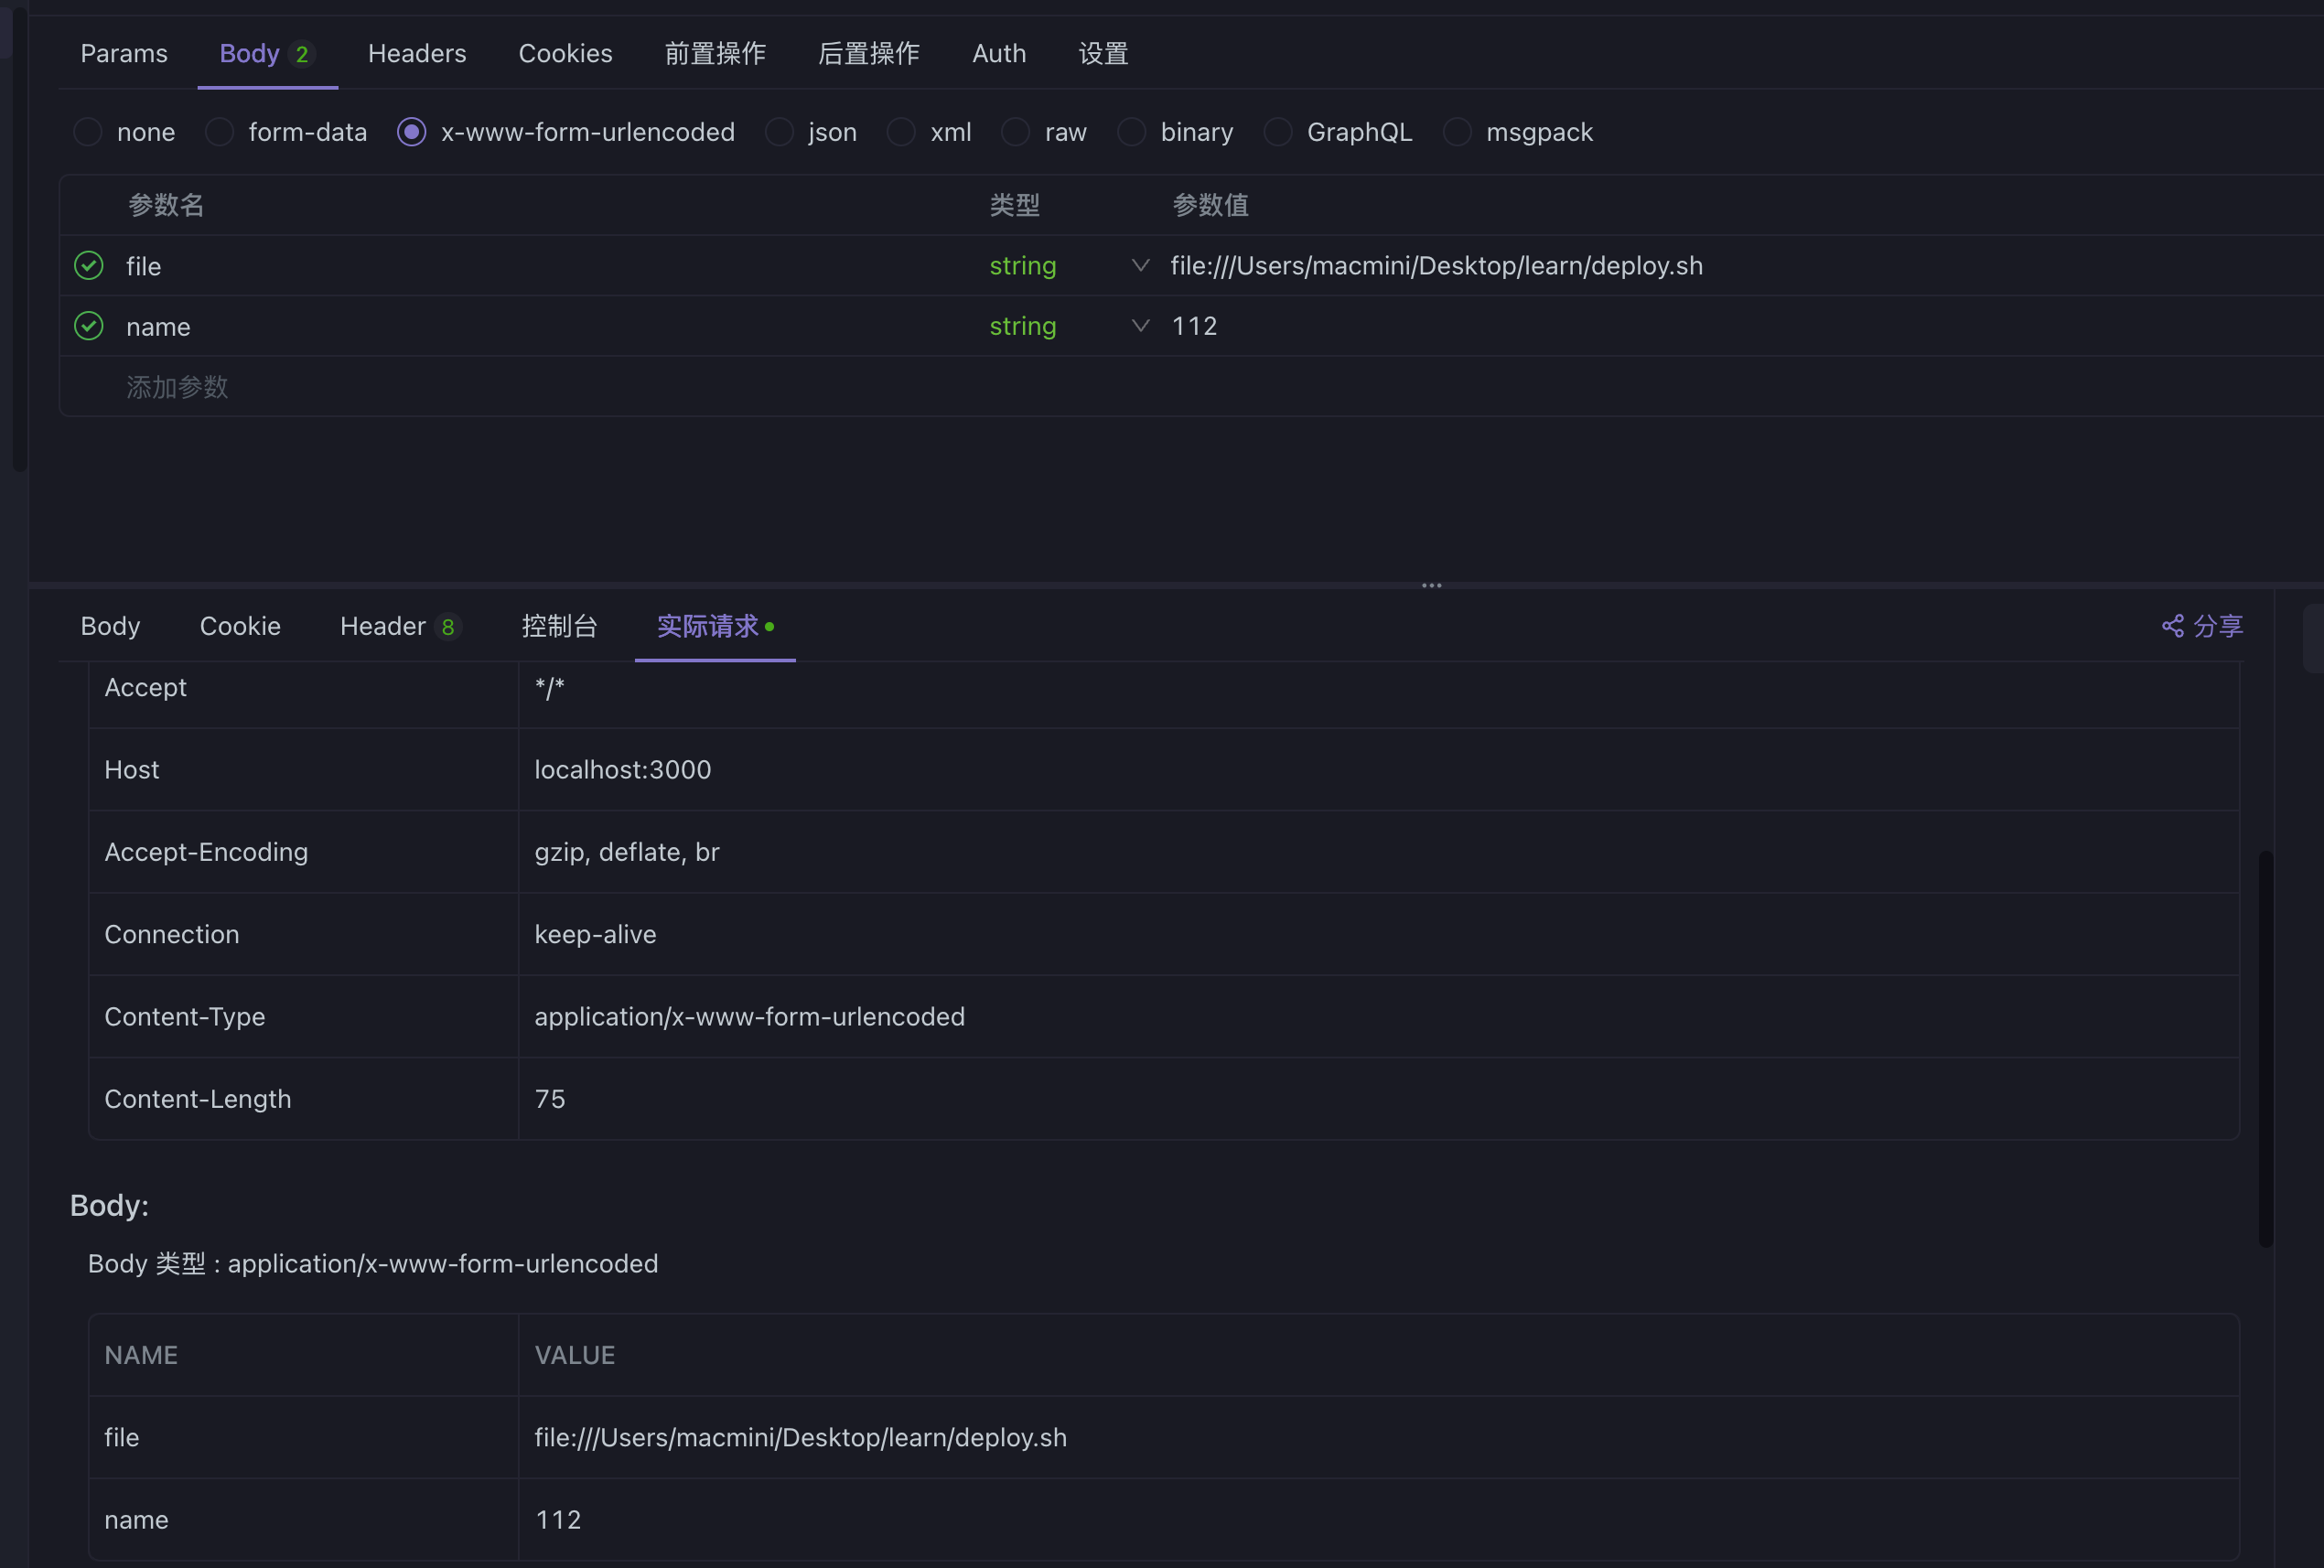 Params Body 2 Headers Cookies 前置操作 后置操作 Auth 设置
none form-data x-www-form-urlencoded json xml raw binary GraphQL msgpack
参数名 类型 参数值
file string file:///Users/macmini/Desktop/learn/deploy.sh
name string 112
添加参数
Body Cookie Header 8 控制台 实际请求 分享
Accept */*
Host localhost:3000
Accept-Encoding gzip, deflate, br
Connection keep-alive
Content-Type application/x-www-form-urlencoded
Content-Length 75
Body:
Body 类型 : application/x-www-form-urlencoded
NAME VALUE
file file:///Users/macmini/Desktop/learn/deploy.sh
name 112